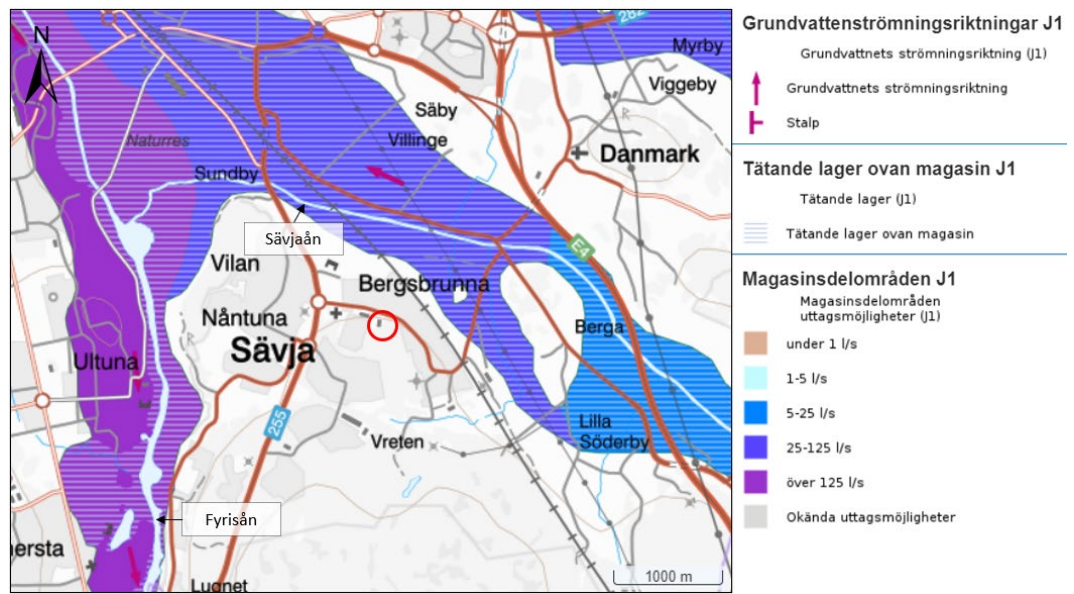 N
282
Myrby
Viggeby
Säby
Villinge
Danmark
Naturres
Sundby
Sävjaån
E4
Vilan
Bergsbrunna
Nåntuna
Sävja
Berga
Ultuna
255
Lilla
Söderby
Vreten
Fyrisån
ersta
Lugnet
1000 m
Grundvattenströmningsriktningar J1
Grundvattnets strömningsriktning (J1)
Grundvattnets strömningsriktning
Stalp
Tätande lager ovan magasin J1
Tätande lager (J1)
Tätande lager ovan magasin
Magasinsdelområden J1
Magasinsdelområden
uttagsmöjligheter (J1)
under 1 l/s
1-5 l/s
5-25 l/s
25-125 l/s
över 125 l/s
Okända uttagsmöjligheter